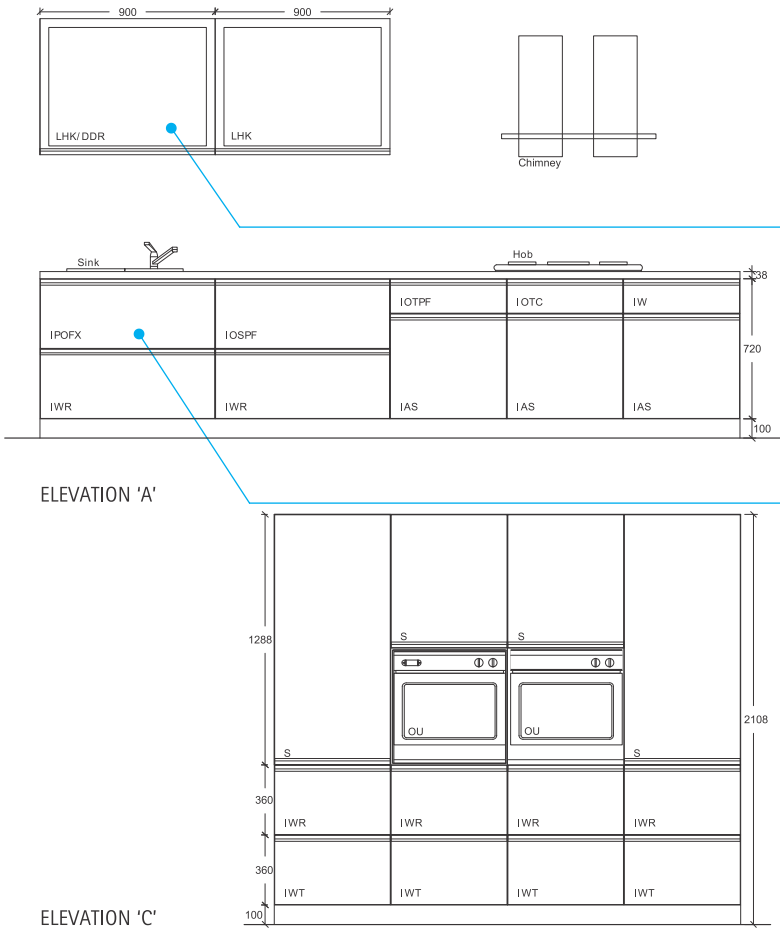 900 900
LHK/DDR LHK
Chimney
Sink Hob
38
IOTPF IOTC IW
IPOFX IOSPF
720
IWR IWR IAS IAS IAS
100
ELEVATION 'A'
S S
1288
2108
OU OU
S S
360
IWR IWR IWR IWR
360
IWT IWT IWT IWT
100
ELEVATION 'C'